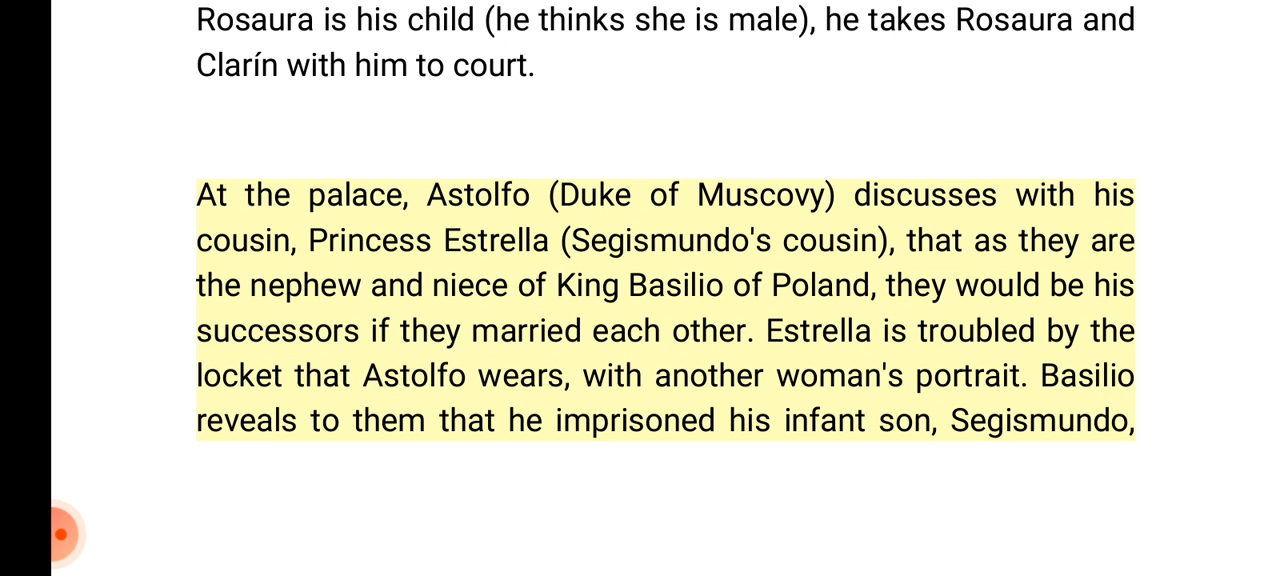 Rosaura is his child (he thinks she is male), he takes Rosaura and
Clarín with him to court.
At the palace, Astolfo (Duke of Muscovy) discusses with his
cousin, Princess Estrella (Segismundo's cousin), that as they are
the nephew and niece of King Basilio of Poland, they would be his
successors if they married each other. Estrella is troubled by the
locket that Astolfo wears, with another woman's portrait. Basilio
reveals to them that he imprisoned his infant son, Segismundo,